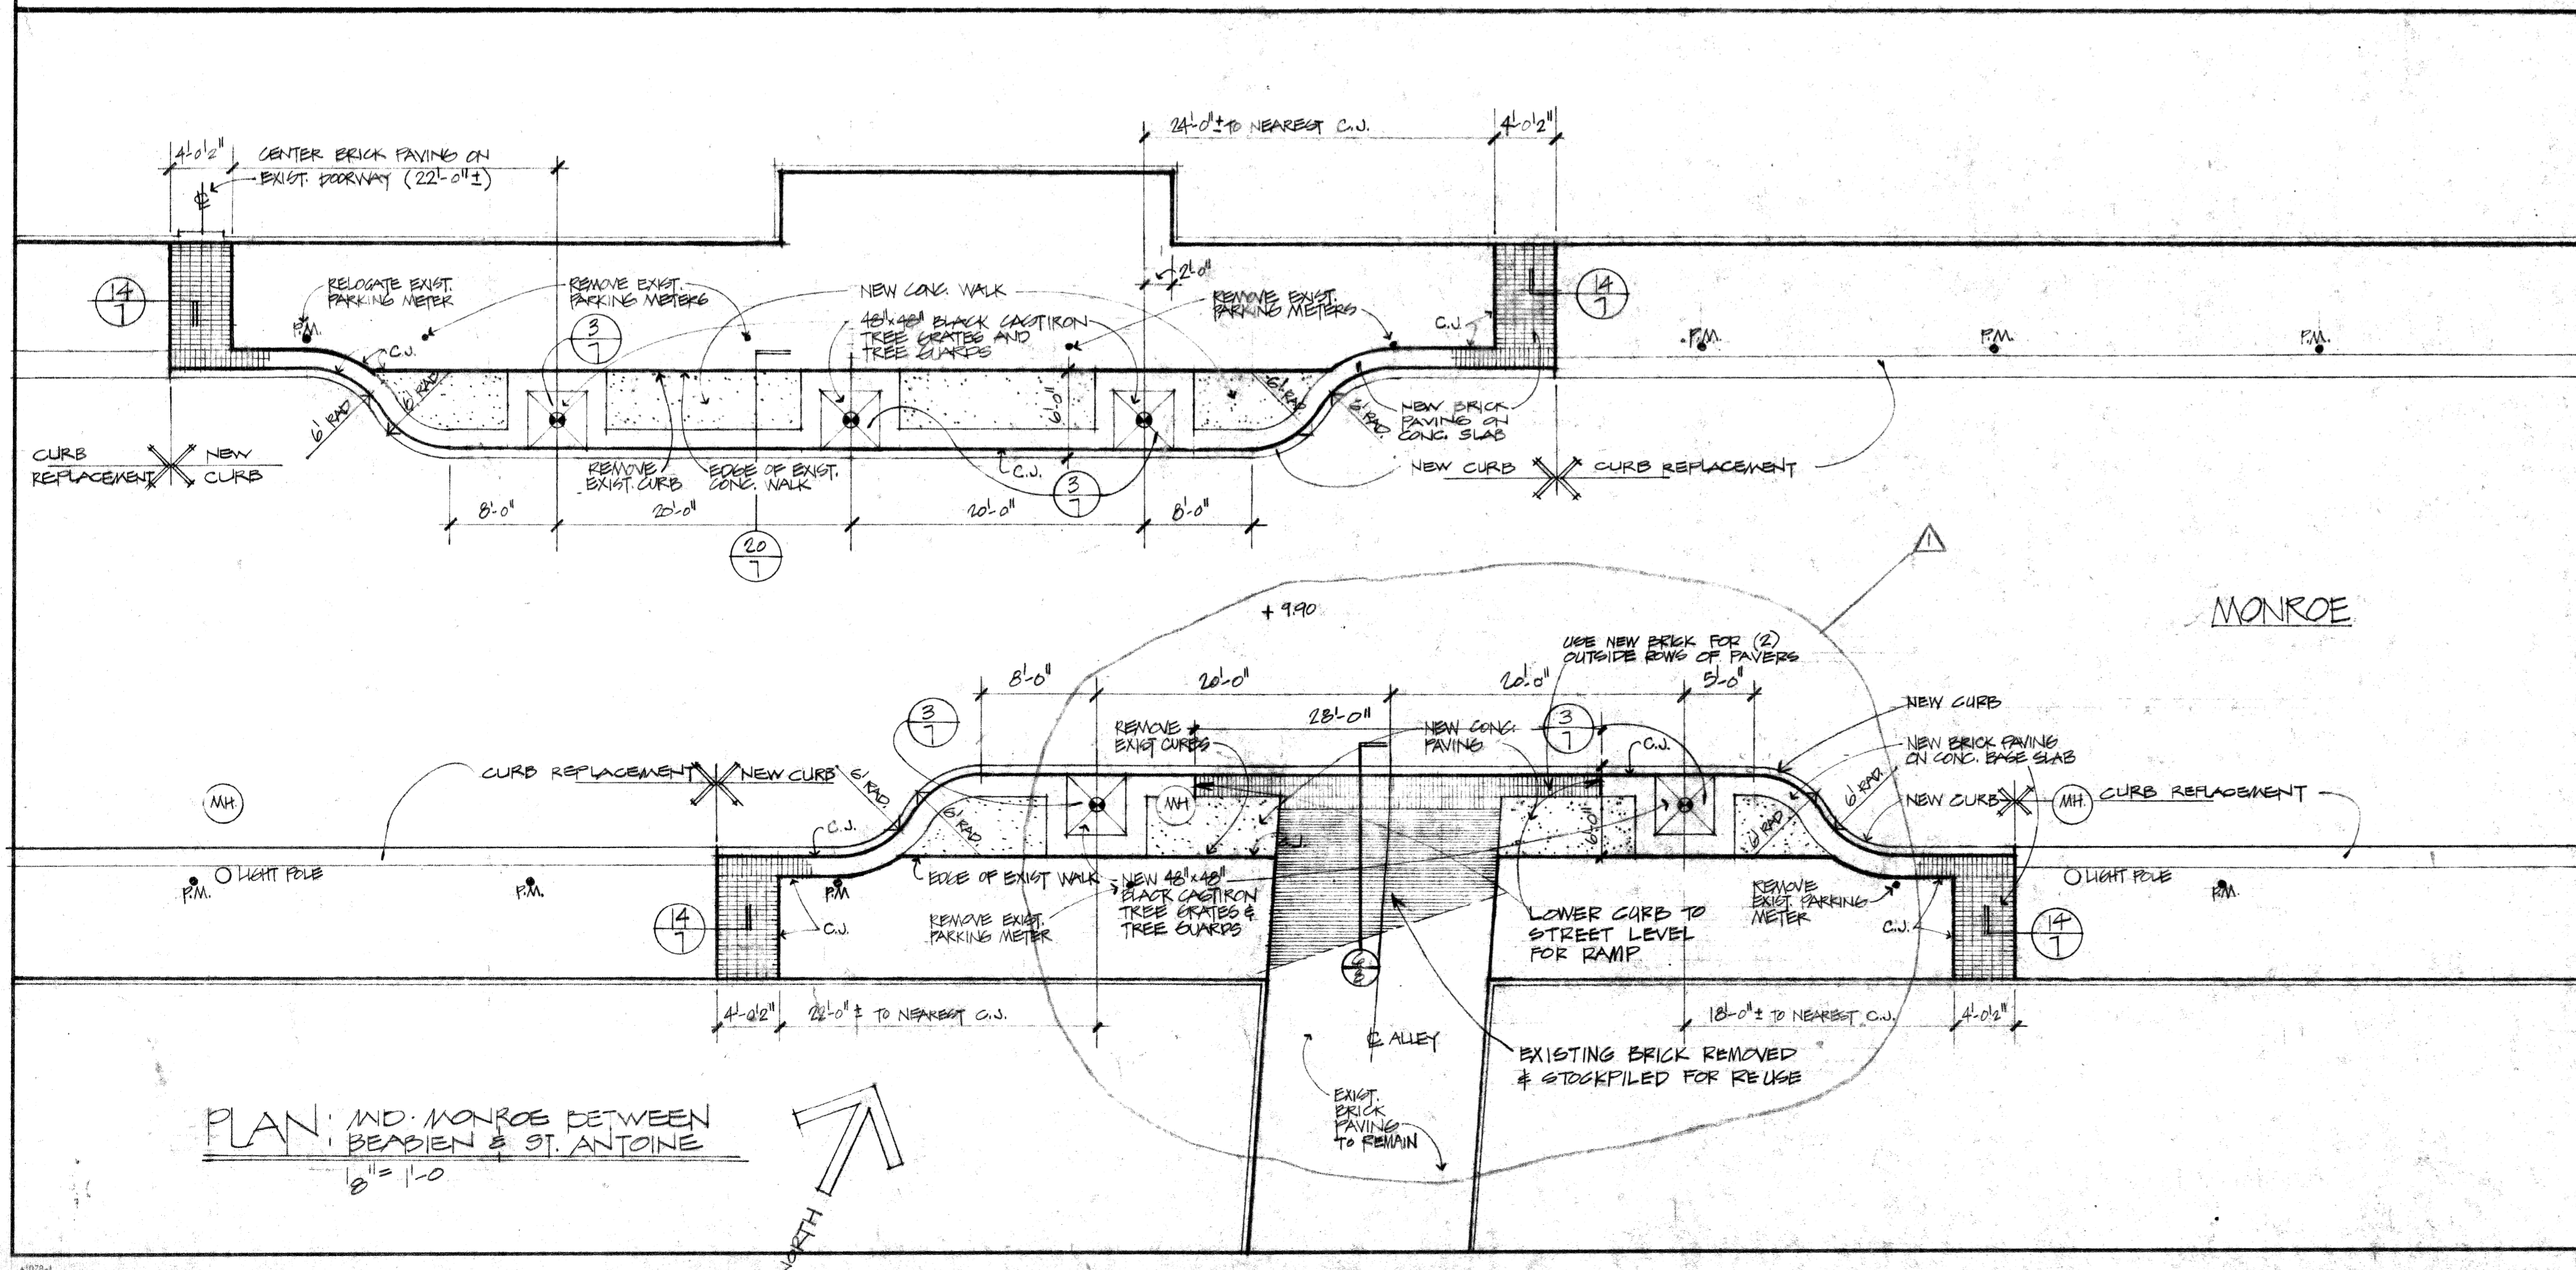 24'-0"± TO NEAREST C.J.
4'-0½"
4'-0½"
CENTER BRICK PAVING ON
EXIST. DOORWAY (22'-0"±)
℄
14
7
RELOCATE EXIST.
PARKING METER
P.M.
REMOVE EXIST.
PARKING METERS
3
7
NEW CONC. WALK
48"x48" BLACK CAST IRON
TREE GRATES AND
TREE GUARDS
2'-0"
REMOVE EXIST.
PARKING METERS
C.J.
14
7
P.M.
P.M.
P.M.
C.J.
6' RAD.
6' RAD.
6'-0"
6' RAD.
6' RAD.
NEW BRICK
PAVING ON
CONC. SLAB
CURB
REPLACEMENT
NEW
CURB
REMOVE
EXIST. CURB
EDGE OF EXIST.
CONC. WALK
C.J.
3
7
NEW CURB
CURB REPLACEMENT
8'-0"
20'-0"
20'-0"
8'-0"
20
7
1
+ 9.90
MONROE
USE NEW BRICK FOR (2)
OUTSIDE ROWS OF PAVERS
8'-0"
20'-0"
20'-0"
5'-0"
3
7
REMOVE
EXIST CURBS
28'-0"
NEW CONC.
PAVING
3
7
C.J.
NEW CURB
NEW BRICK PAVING
ON CONC. BASE SLAB
CURB REPLACEMENT
NEW CURB
6' RAD.
6' RAD.
MH.
MH
6' RAD.
6' RAD.
NEW CURB
MH.
CURB REPLACEMENT
C.J.
C.J.
6'-0"
P.M.
LIGHT POLE
P.M.
P.M
EDGE OF EXIST WALK
NEW 48"x48"
BLACK CAST IRON
TREE GRATES &
TREE GUARDS
REMOVE EXIST.
PARKING METER
14
7
C.J.
LOWER CURB TO
STREET LEVEL
FOR RAMP
REMOVE
EXIST. PARKING
METER
C.J.
LIGHT POLE
P.M.
14
7
8
4'-0½"
22'-0"± TO NEAREST C.J.
18'-0"± TO NEAREST C.J.
4'-0½"
℄ ALLEY
EXISTING BRICK REMOVED
& STOCKPILED FOR REUSE
EXIST.
BRICK
PAVING
TO REMAIN
PLAN: MID-MONROE BETWEEN
BEABIEN & ST. ANTOINE
⅛" = 1'-0
NORTH